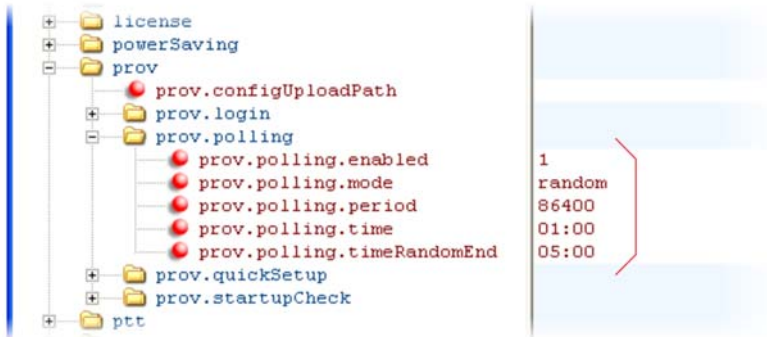 license
powerSaving
prov
prov.configUploadPath
prov.login
prov.polling
prov.polling.enabled 1
prov.polling.mode random
prov.polling.period 86400
prov.polling.time 01:00
prov.polling.timeRandomEnd 05:00
prov.quickSetup
prov.startupCheck
ptt